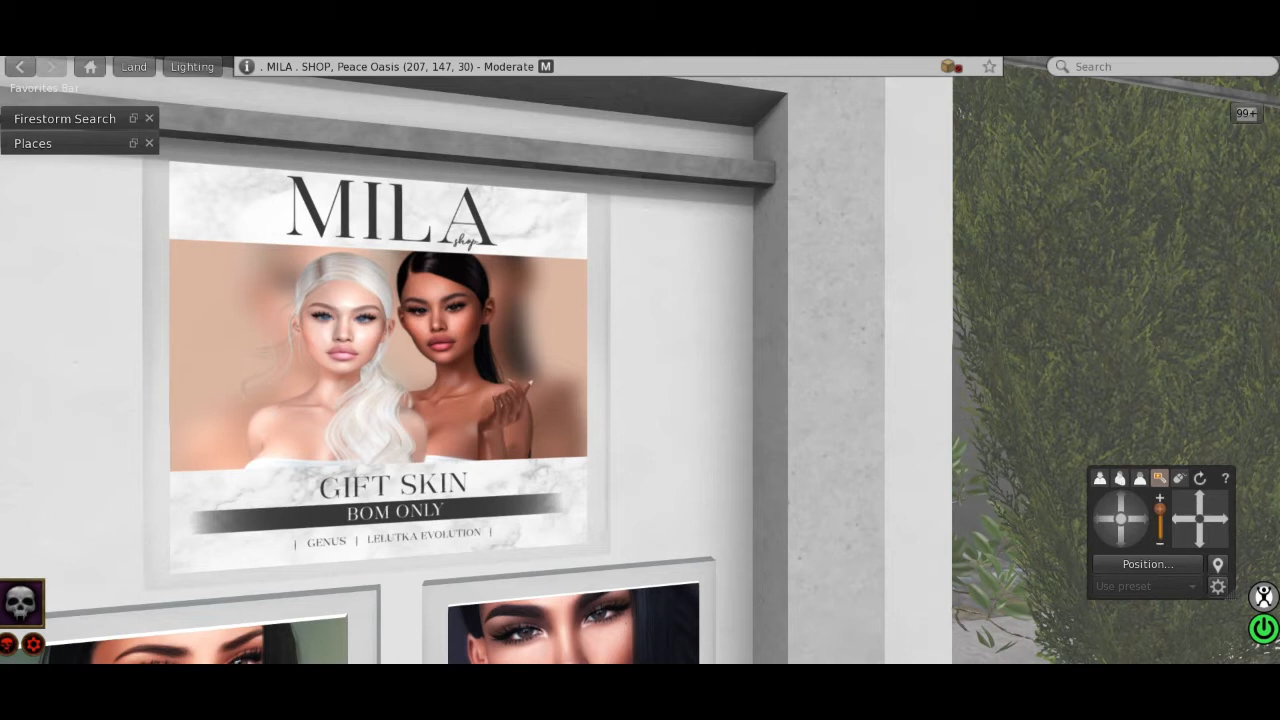 Land
Lighting
. MILA . SHOP, Peace Oasis (207, 147, 30) - Moderate M
Search
Favorites Bar
Firestorm Search
Places
99+
MILA
shop
GIFT SKIN
BOM ONLY
| GENUS | LELUTKA EVOLUTION |
?
+
−
Position...
Use preset